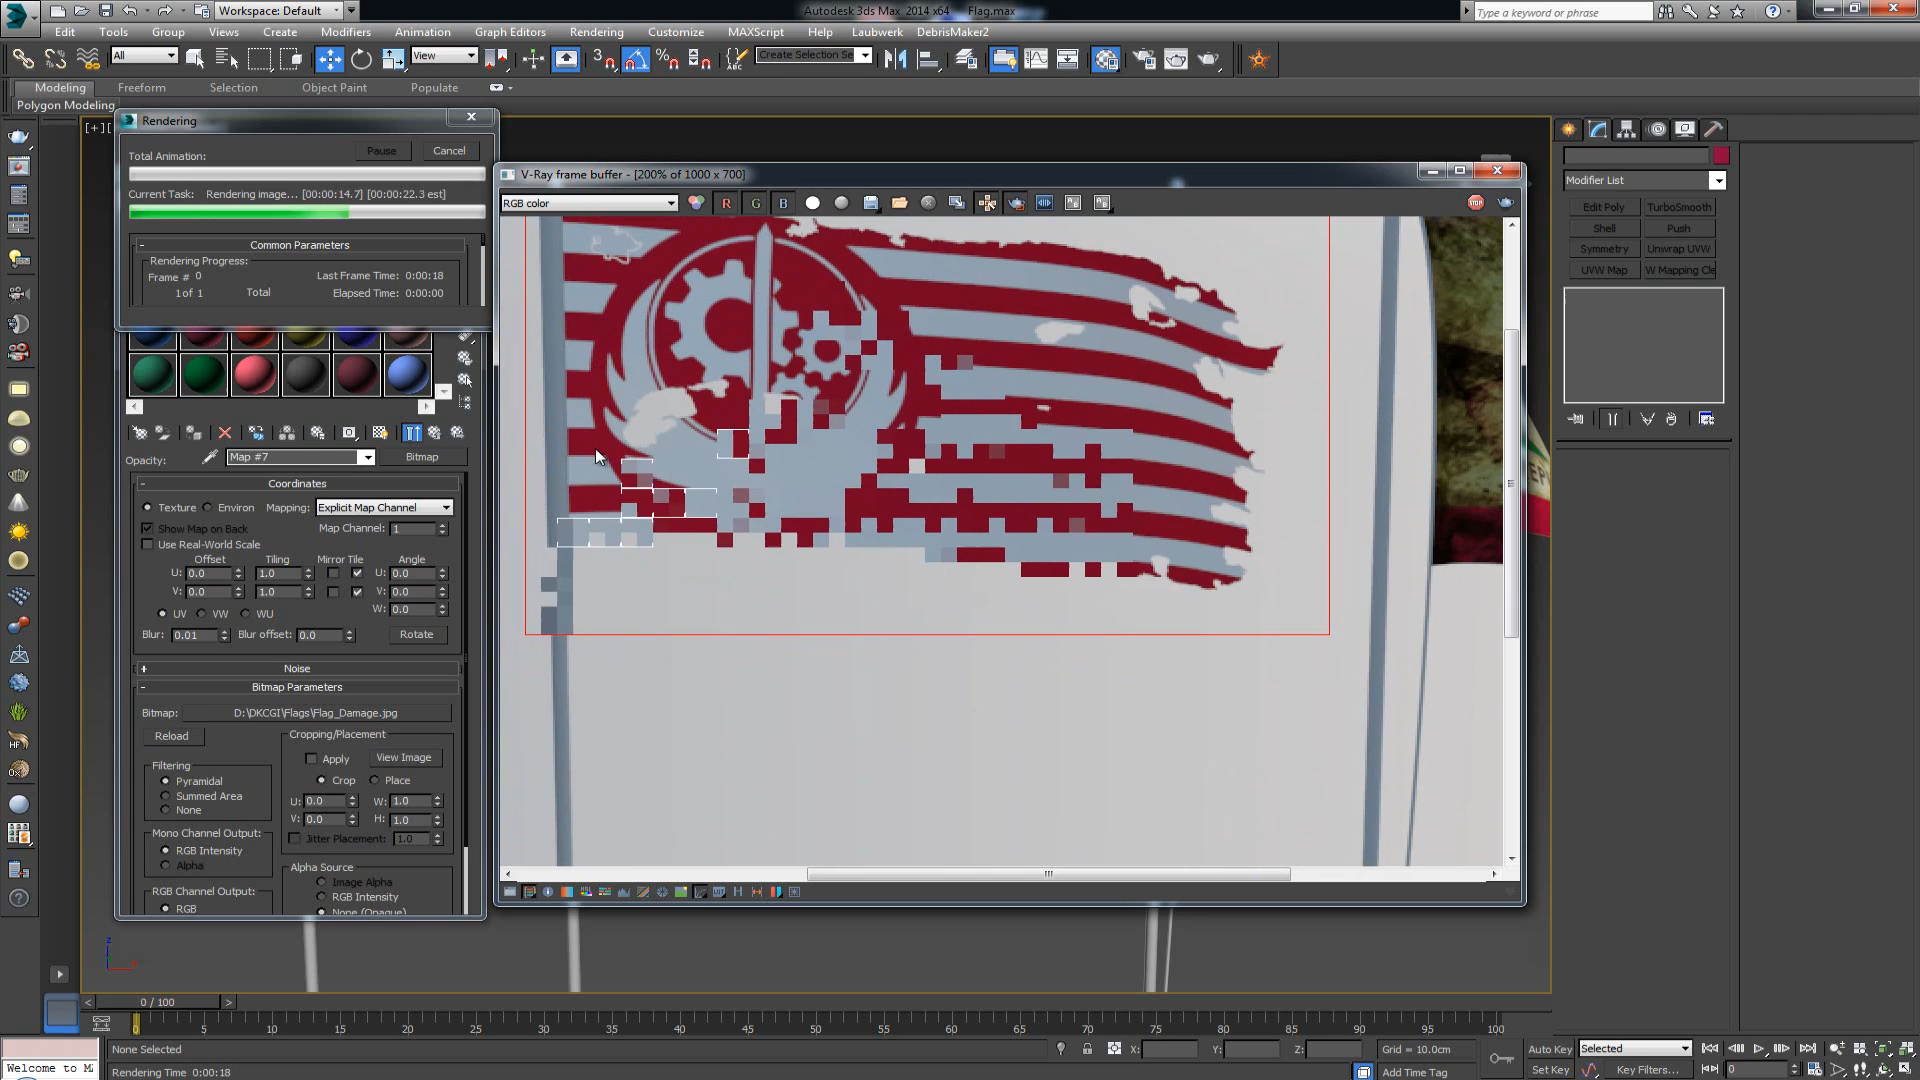 Workspace: Default
Autodesk 3ds Max 2014 x64 Flag.max
Type a keyword or phrase
Edit Tools Group Views Create Modifiers Animation Graph Editors Rendering Customize MAXScript Help Laubwerk DebrisMaker2
All
View
Create Selection Se
Modeling Freeform Selection Object Paint Populate
Polygon Modeling
[+][
Rendering
Total Animation:
Pause
Cancel
Current Task: Rendering image... [00:00:14.7] [00:00:22.3 est]
Common Parameters
Rendering Progress:
Frame # 0
Last Frame Time: 0:00:18
1 of 1 Total
Elapsed Time: 0:00:00
V-Ray frame buffer - [200% of 1000 x 700]
RGB color
R G B
STOP
Modifier List
Edit Poly TurboSmooth
Shell Push
Symmetry Unwrap UVW
UVW Map W Mapping Cle
Opacity: Map #7 Bitmap
Coordinates
Texture Environ Mapping: Explicit Map Channel
Show Map on Back Map Channel: 1
Use Real-World Scale
Offset Tiling Mirror Tile Angle
U: 0.0 1.0 U: 0.0
V: 0.0 1.0 V: 0.0
UV VW WU W: 0.0
Blur: 0.01 Blur offset: 0.0 Rotate
Noise
Bitmap Parameters
Bitmap: D:\DKCGI\Flags\Flag_Damage.jpg
Reload
Cropping/Placement
Apply View Image
Crop Place
U: 0.0 W: 1.0
V: 0.0 H: 1.0
Jitter Placement: 1.0
Filtering
Pyramidal
Summed Area
None
Mono Channel Output:
RGB Intensity
Alpha
RGB Channel Output:
RGB
Alpha Source
Image Alpha
RGB Intensity
None (Opaque)
z
HF
0 / 100
0 5 10 15 20 25 30 35 40 45 50 55 60 65 70 75 80 85 90 95 100
None Selected
X: Y: Z: Grid = 10.0cm
Auto Key Selected
Welcome to MA
Rendering Time 0:00:18
Add Time Tag
Set Key Key Filters...
0